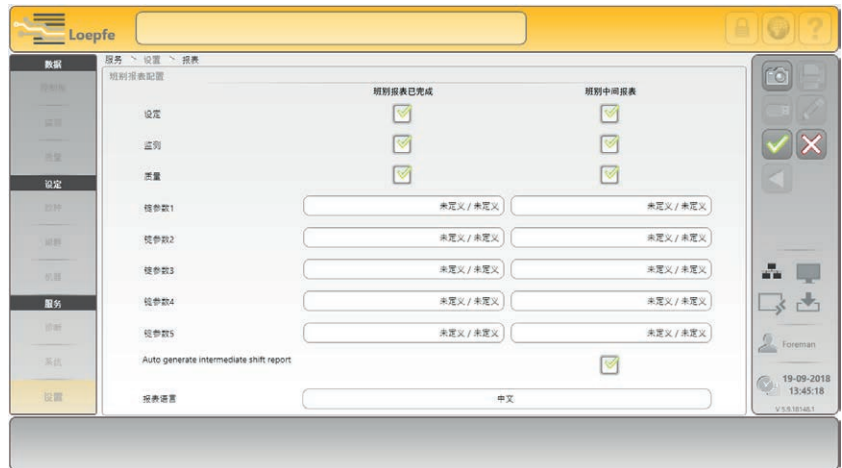 Loepfe
数据
服务 > 设置 > 报表
班别报表配置
班别报表已完成 班别中间报表
设定
监测
质量
设定
锭参数1 未定义 / 未定义 未定义 / 未定义
锭参数2 未定义 / 未定义 未定义 / 未定义
锭参数3 未定义 / 未定义 未定义 / 未定义
锭参数4 未定义 / 未定义 未定义 / 未定义
锭参数5 未定义 / 未定义 未定义 / 未定义
服务
诊断
系统
设置
Auto generate intermediate shift report
报表语言 中文
Foreman
19-09-2018
13:45:18